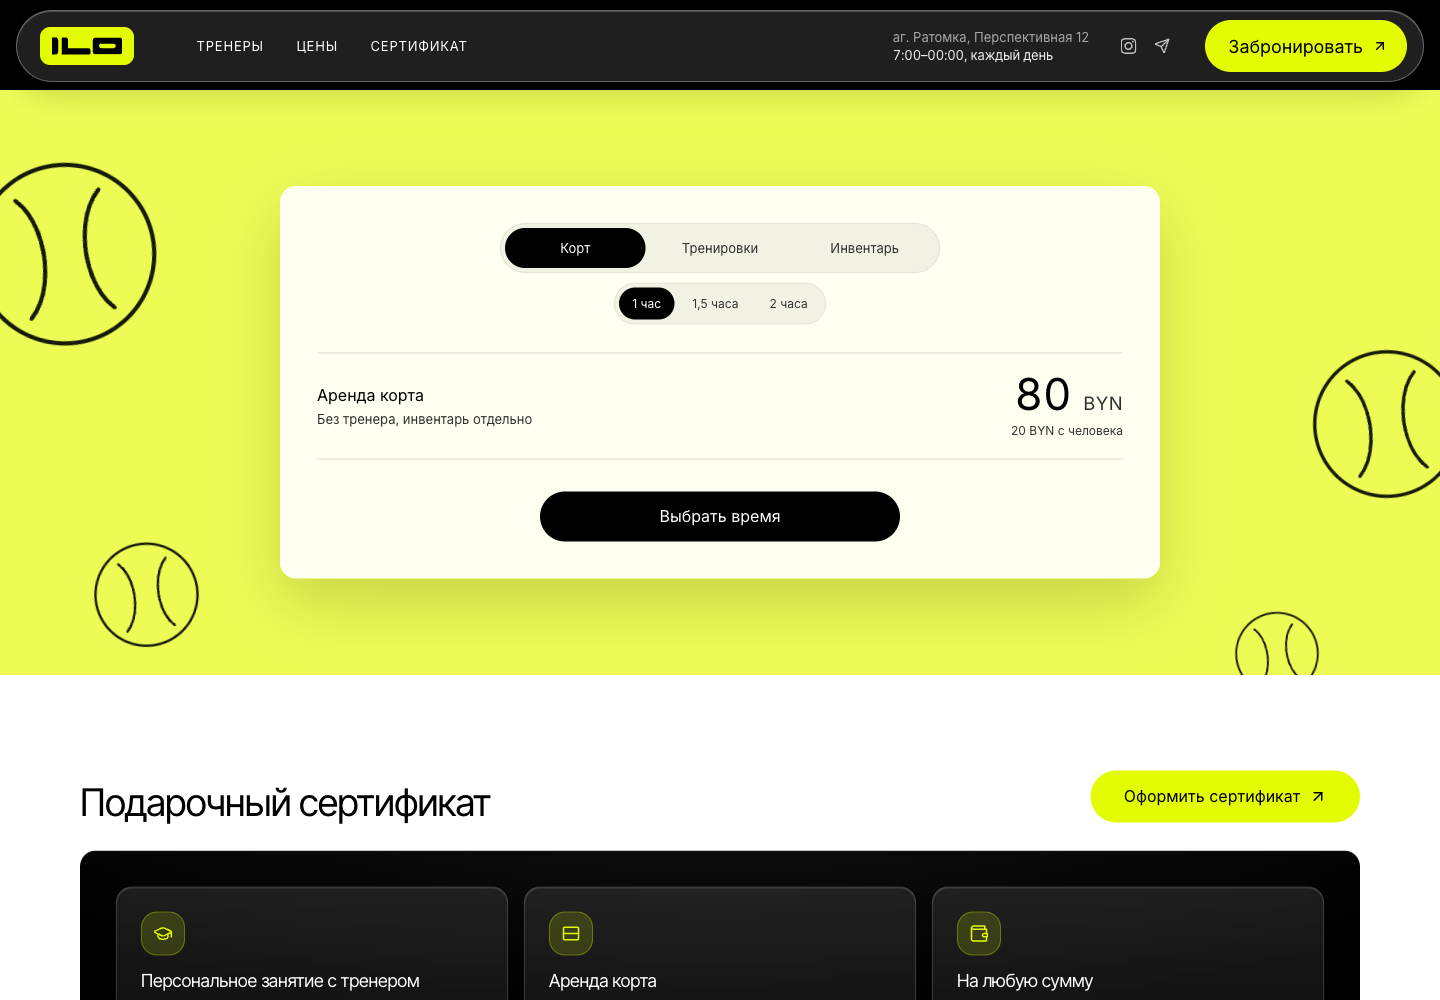 ILO
ТРЕНЕРЫ ЦЕНЫ СЕРТИФИКАТ
аг. Ратомка, Перспективная 12
7:00–00:00, каждый день
Забронировать
Корт Тренировки Инвентарь
1 час 1,5 часа 2 часа
Аренда корта
Без тренера, инвентарь отдельно
80 BYN
20 BYN с человека
Выбрать время
Подарочный сертификат
Оформить сертификат
Персональное занятие с тренером
Аренда корта
На любую сумму